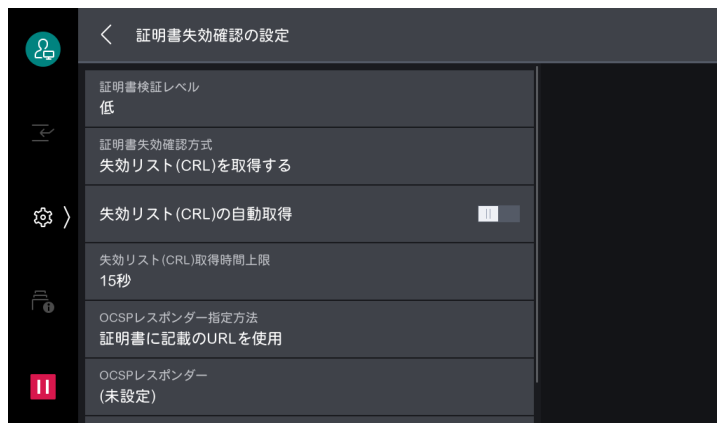 証明書失効確認の設定
証明書検証レベル
低
証明書失効確認方式
失効リスト(CRL)を取得する
失効リスト(CRL)の自動取得
失効リスト(CRL)取得時間上限
15秒
OCSPレスポンダー指定方法
証明書に記載のURLを使用
OCSPレスポンダー
(未設定)